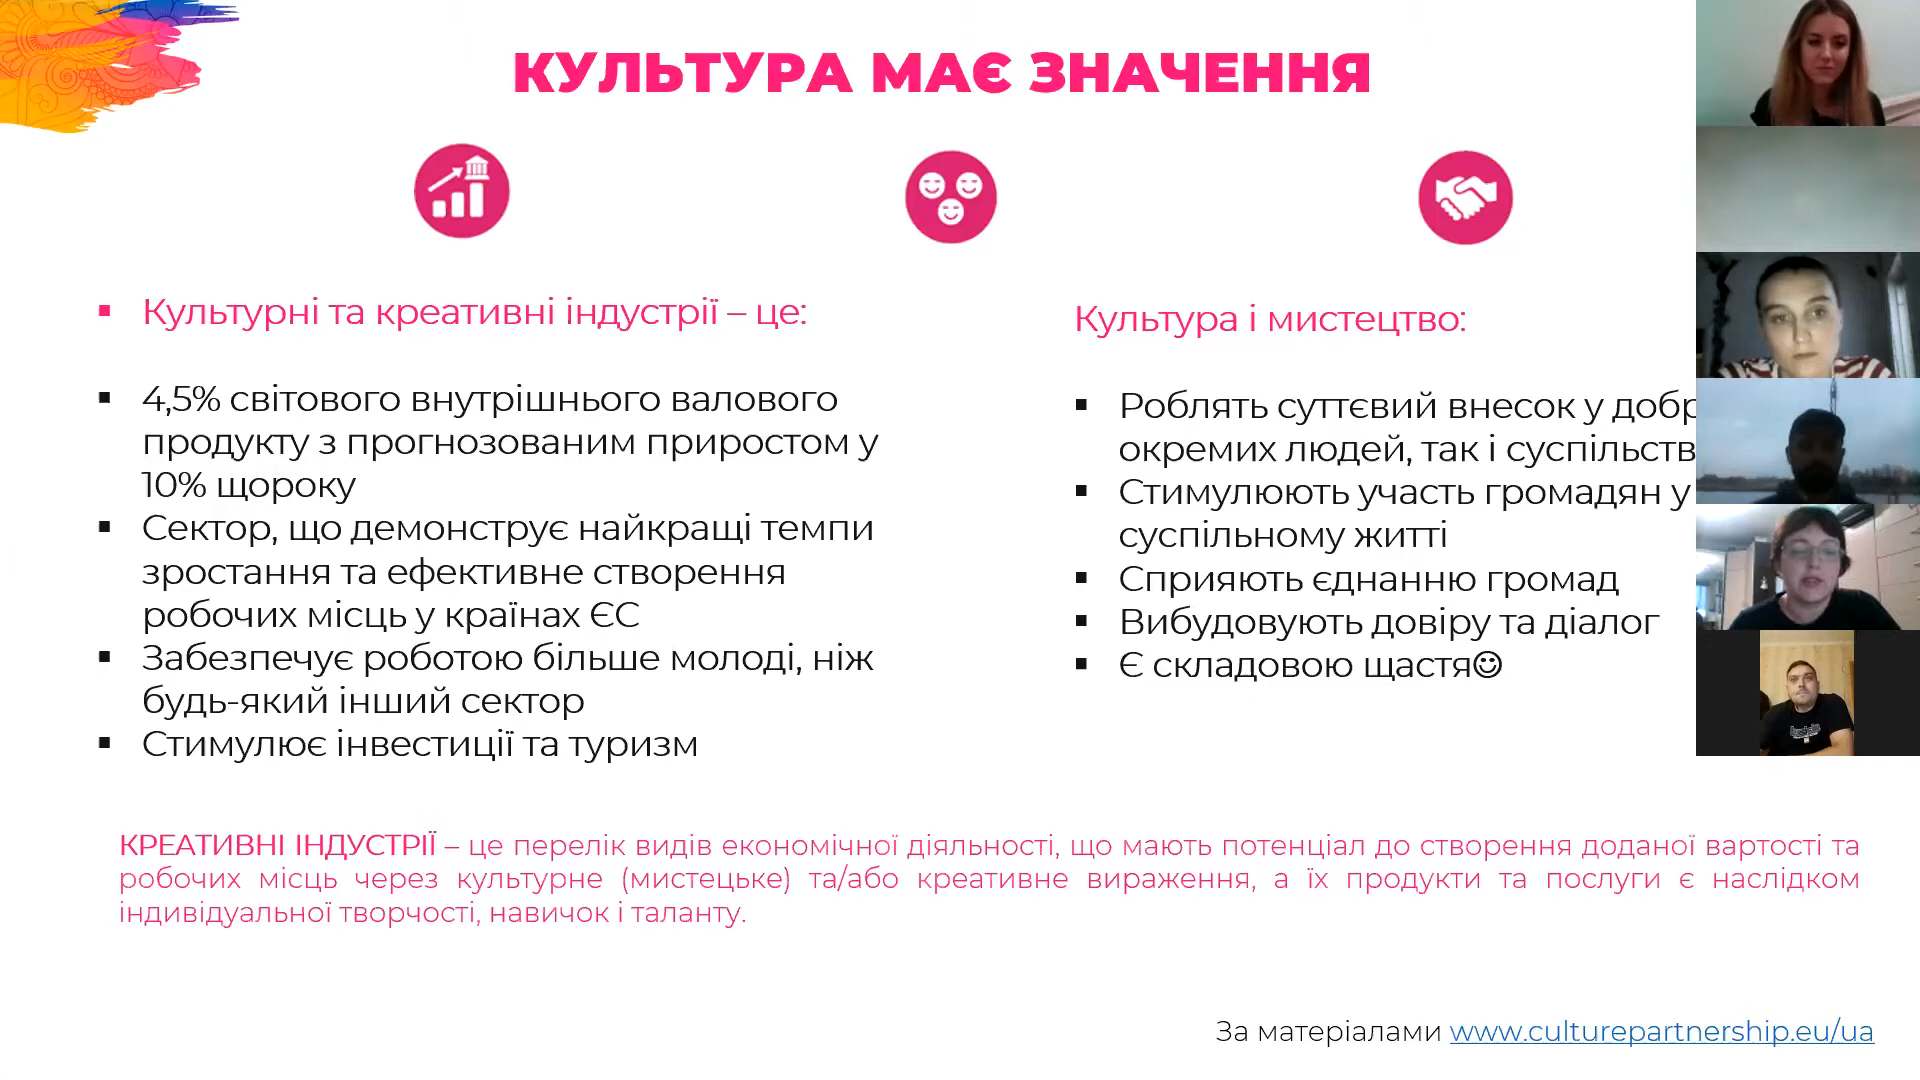 КУЛЬТУРА МАЄ ЗНАЧЕННЯ
Культурні та креативні індустрії – це:
4,5% світового внутрішнього валового
продукту з прогнозованим приростом у
10% щороку
Сектор, що демонструє найкращі темпи
зростання та ефективне створення
робочих місць у країнах ЄС
Забезпечує роботою більше молоді, ніж
будь-який інший сектор
Стимулює інвестиції та туризм
Культура і мистецтво:
Роблять суттєвий внесок у
окремих людей, так і
Стимулюють участь громадян у
суспільному житті
Сприяють єднанню громад
Вибудовують довіру та діалог
Є складовою щастя☺
КРЕАТИВНІ ІНДУСТРІЇ – це перелік видів економічної діяльності, що мають потенціал до створення доданої вартості та
робочих місць через культурне (мистецьке) та/або креативне вираження, а їх продукти та послуги є наслідком
індивідуальної творчості, навичок і таланту.
За матеріалами www.culturepartnership.eu/ua